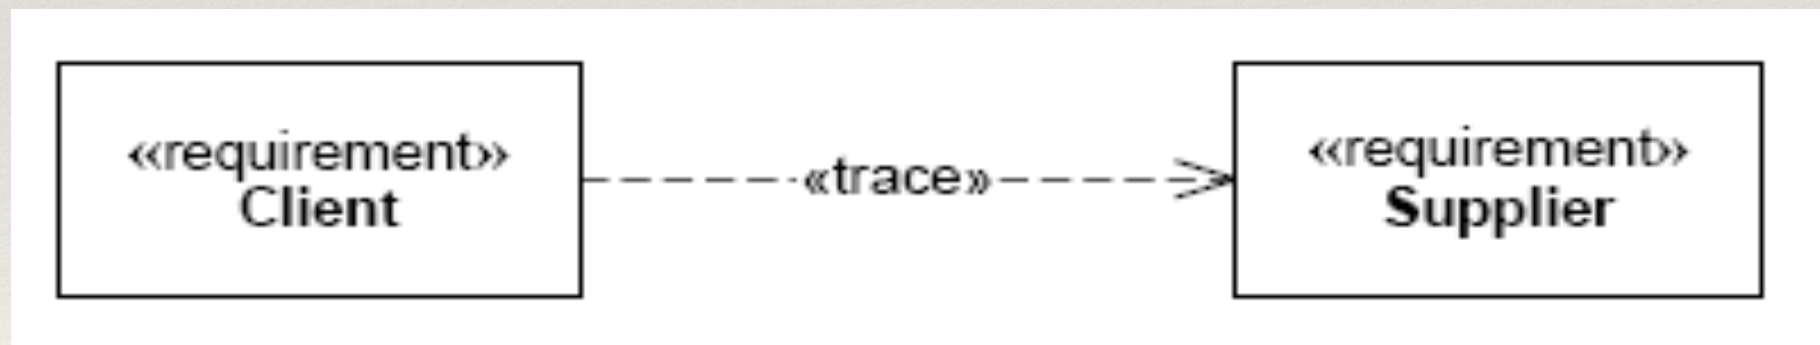 «requirement»
Client
«trace»
«requirement»
Supplier